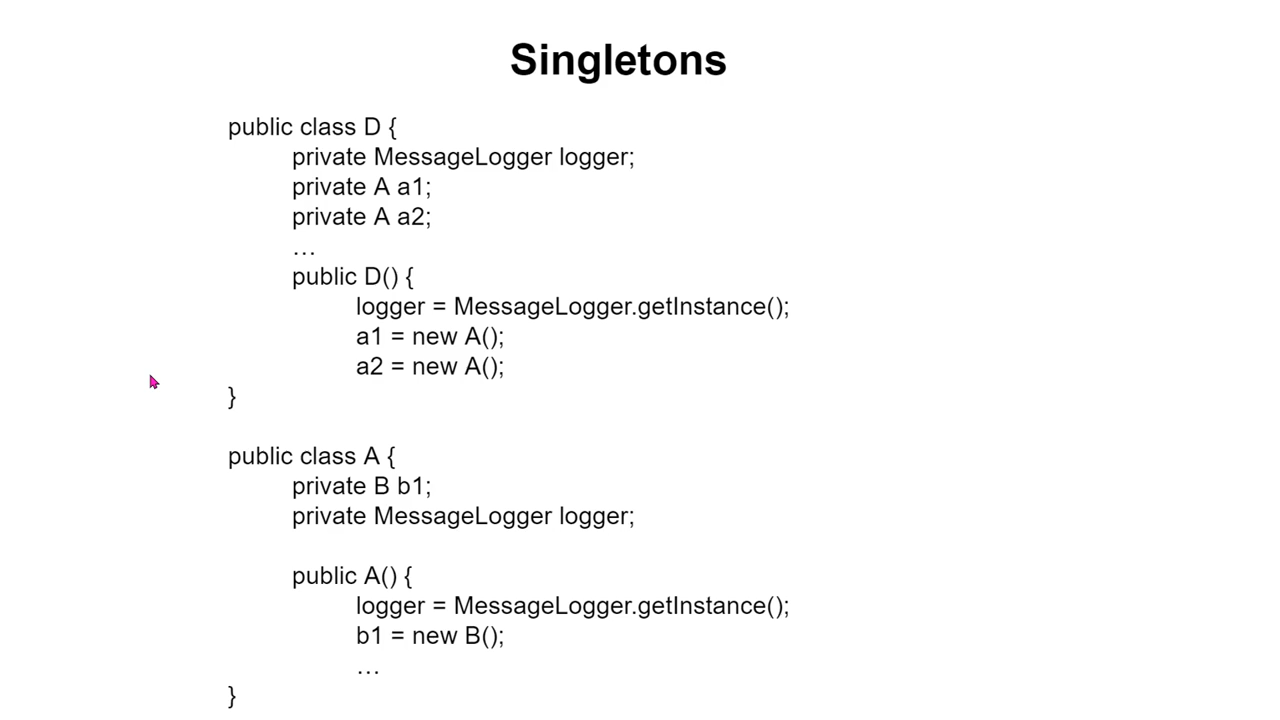 Singletons
public class D {
private MessageLogger logger;
private A a1;
private A a2;
…
public D() {
logger = MessageLogger.getInstance();
a1 = new A();
a2 = new A();
}
public class A {
private B b1;
private MessageLogger logger;
public A() {
logger = MessageLogger.getInstance();
b1 = new B();
…
}